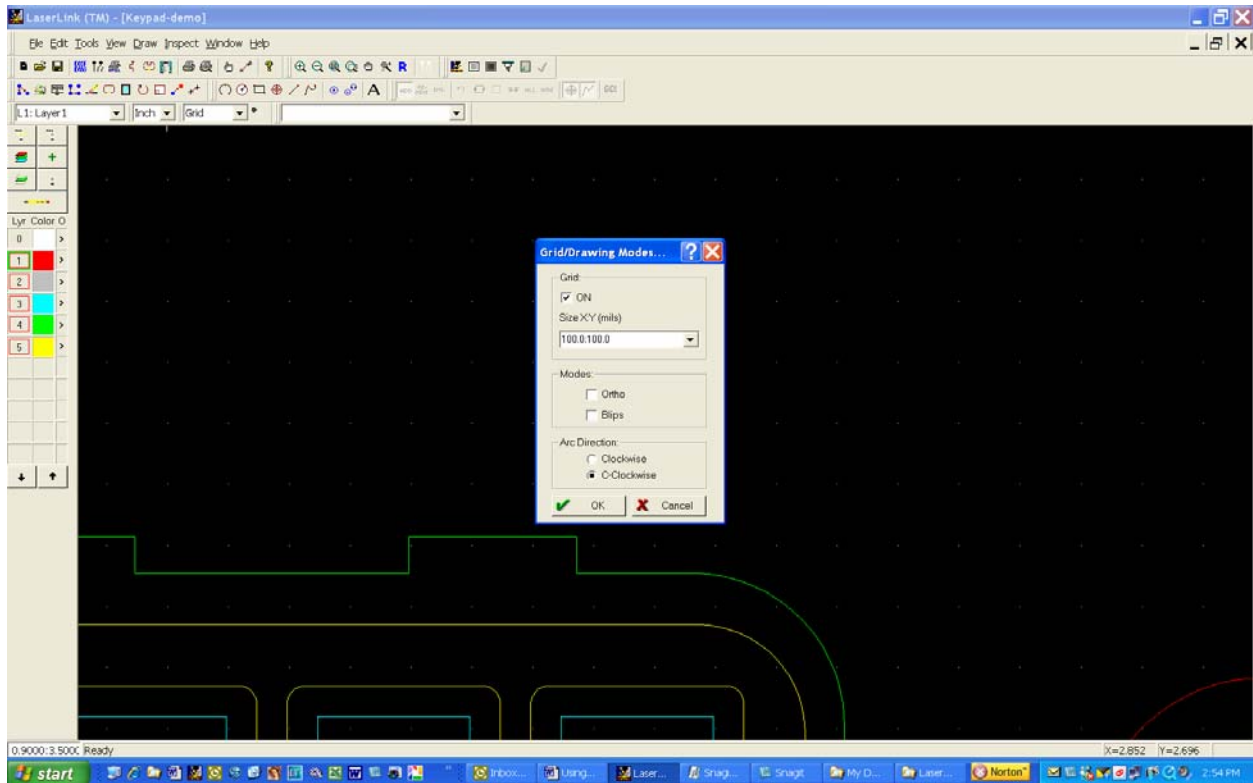 LaserLink (TM) - [Keypad-demo]
File Edit Tools View Draw Inspect Window Help
R
A
GO!
L1: Layer1 Inch Grid
Lyr Color O
0
1
2
3
4
5
Grid/Drawing Modes...
Grid:
ON
Size X:Y (mils)
100.0:100.0
Modes:
Ortho
Blips
Arc Direction:
Clockwise
C-Clockwise
OK Cancel
Ready X=2.852 Y=2.696
start Inbox... Using... Laser... Snag... SnagIt My D... Laser... Norton 2:54 PM